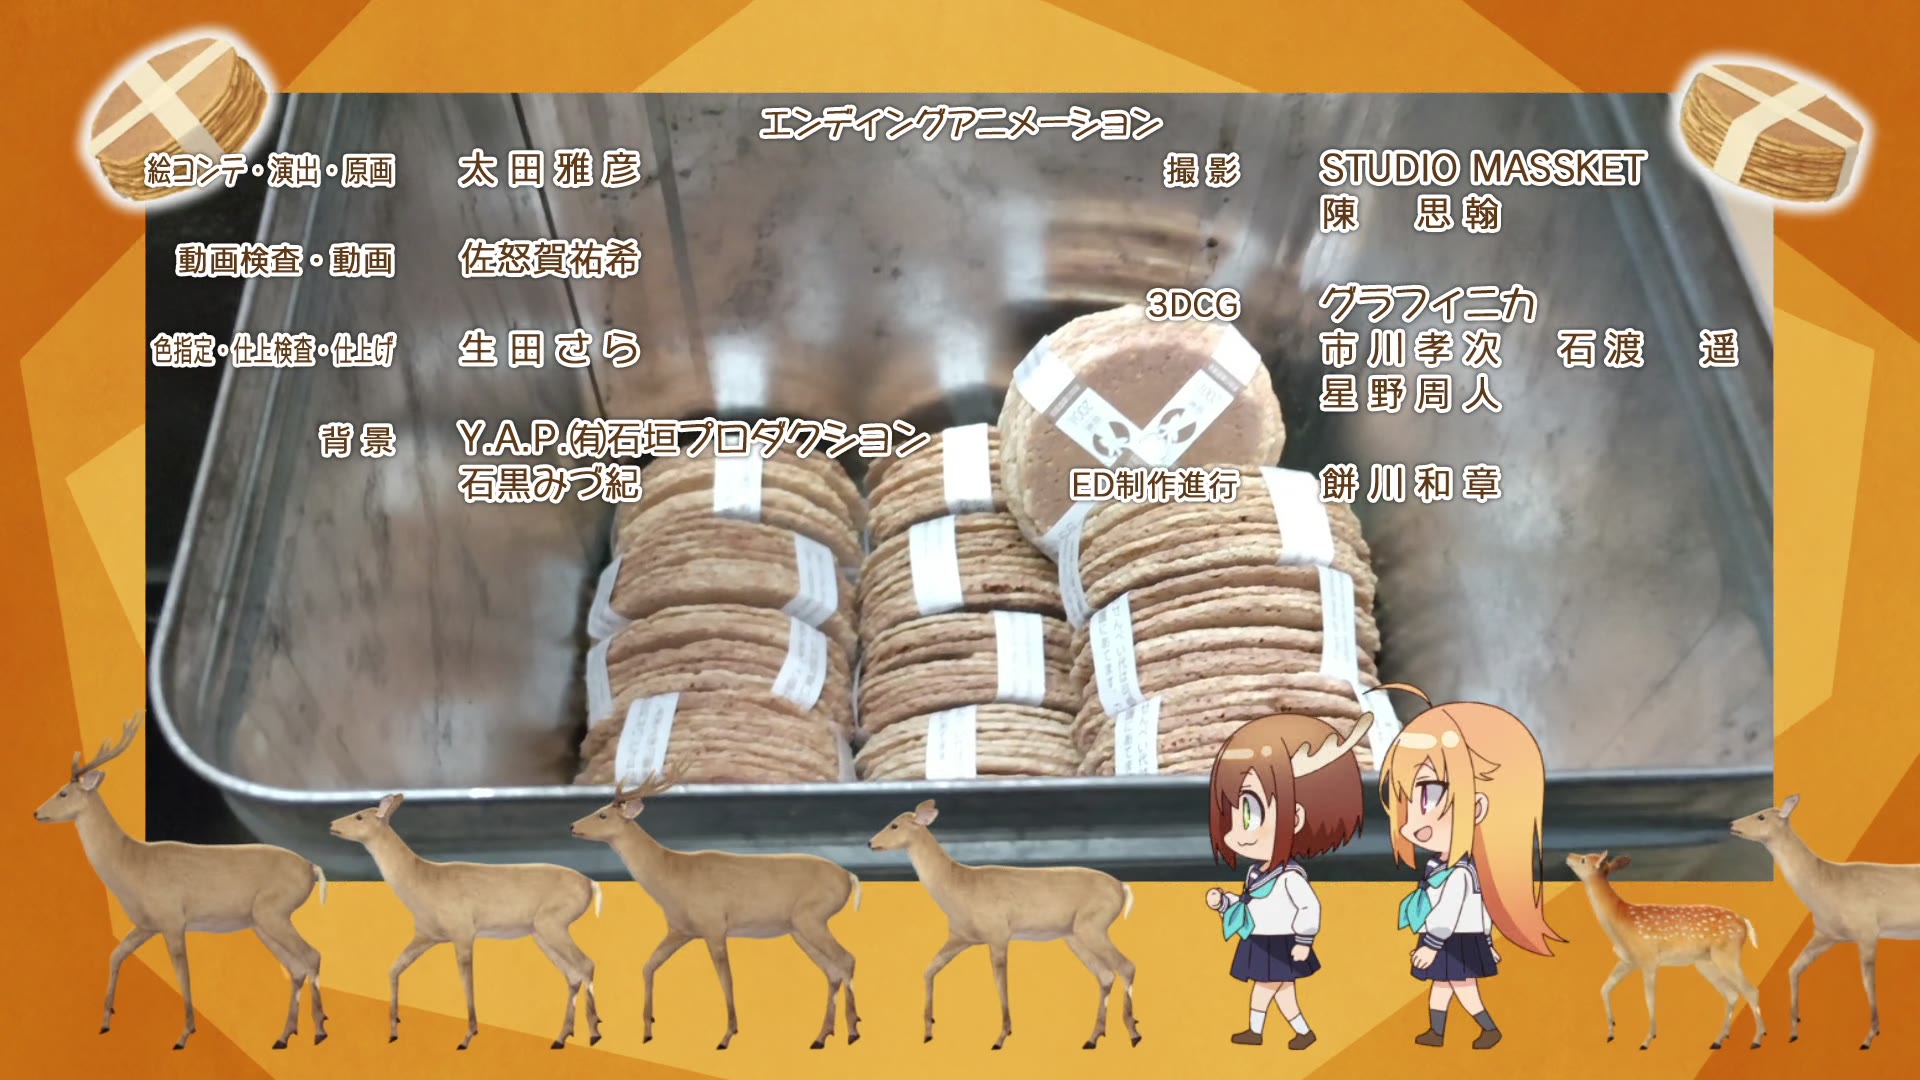 エンディングアニメーション
絵コンテ・演出・原画 太田雅彦
動画検査・動画 佐怒賀祐希
色指定・仕上検査・仕上げ 生田さら
背景 Y.A.P.㈲石垣プロダクション
石黒みづ紀
撮影 STUDIO MASSKET
陳 思翰
3DCG グラフィニカ
市川孝次 石渡 遥
星野周人
ED制作進行 餅川和章